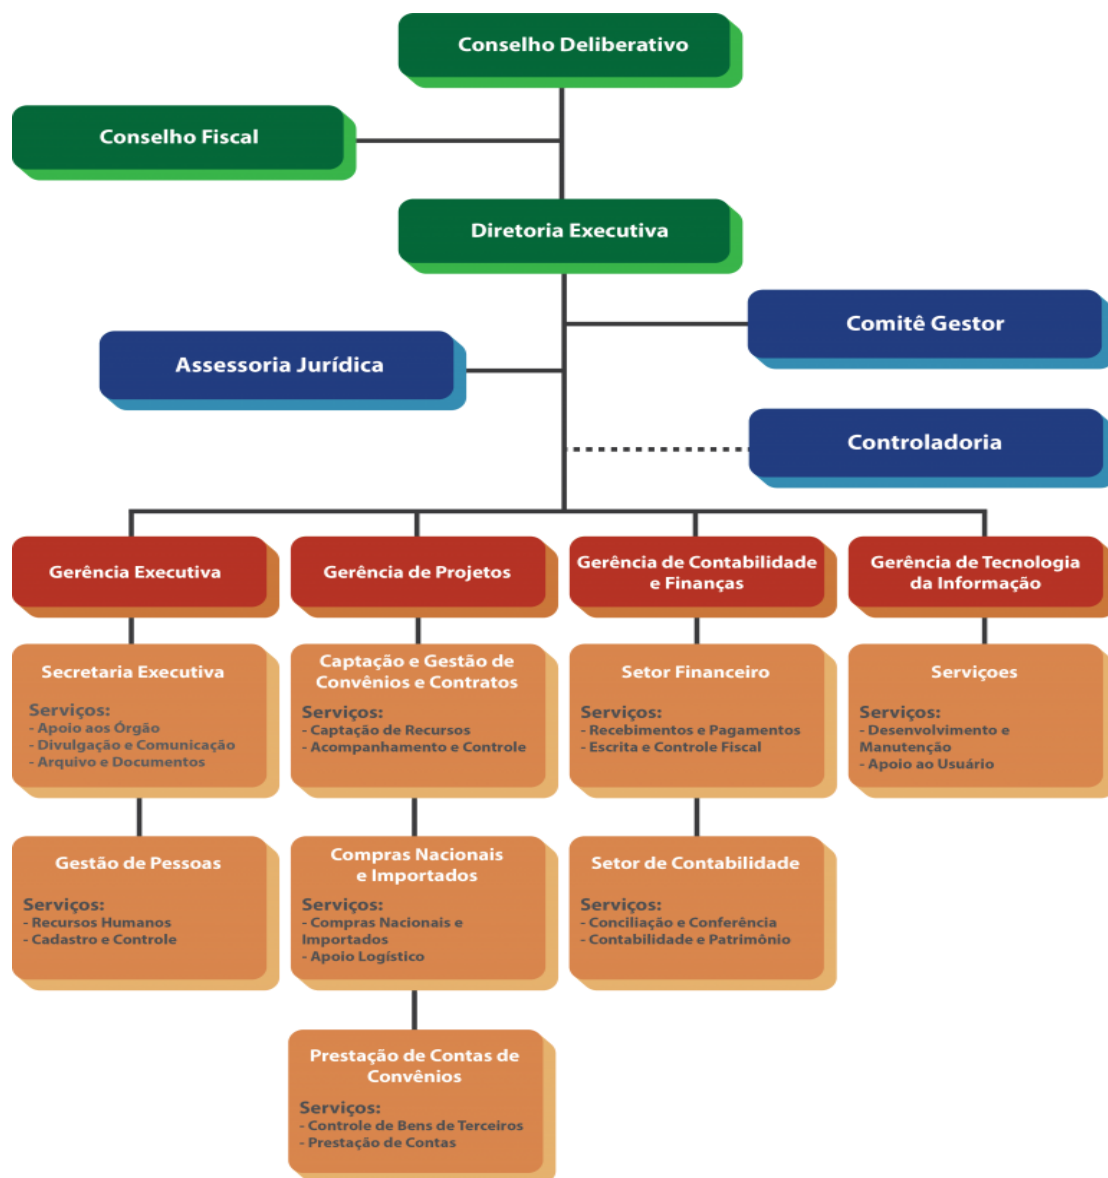 Conselho Deliberativo
Conselho Fiscal
Diretoria Executiva
Comitê Gestor
Assessoria Jurídica
Controladoria
Gerência Executiva
Gerência de Projetos
Gerência de Contabilidade
e Finanças
Gerência de Tecnologia
da Informação
Secretaria Executiva
Serviços:
- Apoio aos Órgão
- Divulgação e Comunicação
- Arquivo e Documentos
Captação e Gestão de
Convênios e Contratos
Serviços:
- Captação de Recursos
- Acompanhamento e Controle
Setor Financeiro
Serviços:
- Recebimentos e Pagamentos
- Escrita e Controle Fiscal
Serviçoes
Serviços:
- Desenvolvimento e
Manutenção
- Apoio ao Usuário
Gestão de Pessoas
Serviços:
- Recursos Humanos
- Cadastro e Controle
Compras Nacionais
e Importados
Serviços:
- Compras Nacionais e
Importados
- Apoio Logístico
Setor de Contabilidade
Serviços:
- Conciliação e Conferência
- Contabilidade e Patrimônio
Prestação de Contas de
Convênios
Serviços:
- Controle de Bens de Terceiros
- Prestação de Contas